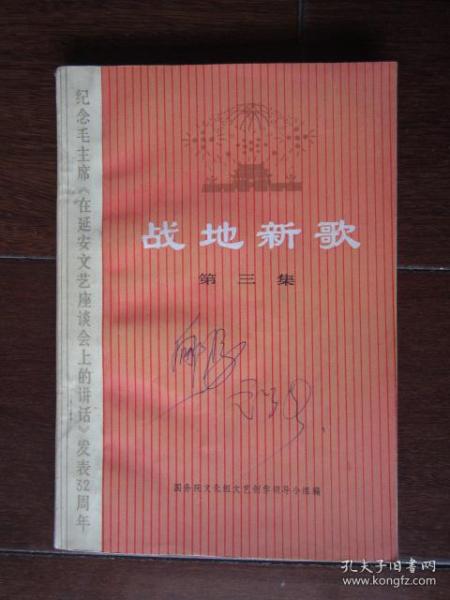 纪念毛主席《在延安文艺座谈会上的讲话》发表32周年
战地新歌
第三集
国务院文化组文艺创作领导小组编
孔夫子旧书网
www.kongfz.com